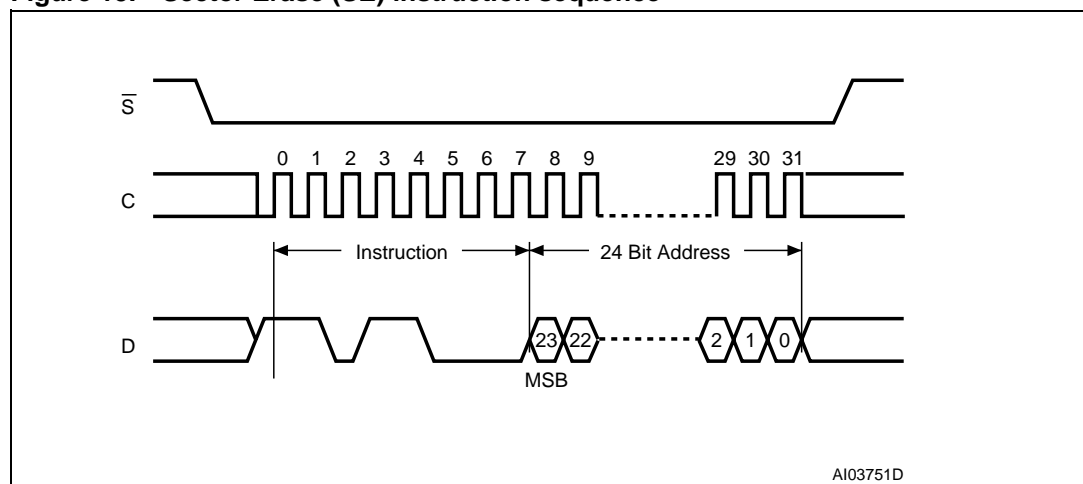 Figure 16. Sector Erase (SE) instruction sequence
S
0 1 2 3 4 5 6 7 8 9 29 30 31
C
Instruction 24 Bit Address
D
23 22 2 1 0
MSB
AI03751D